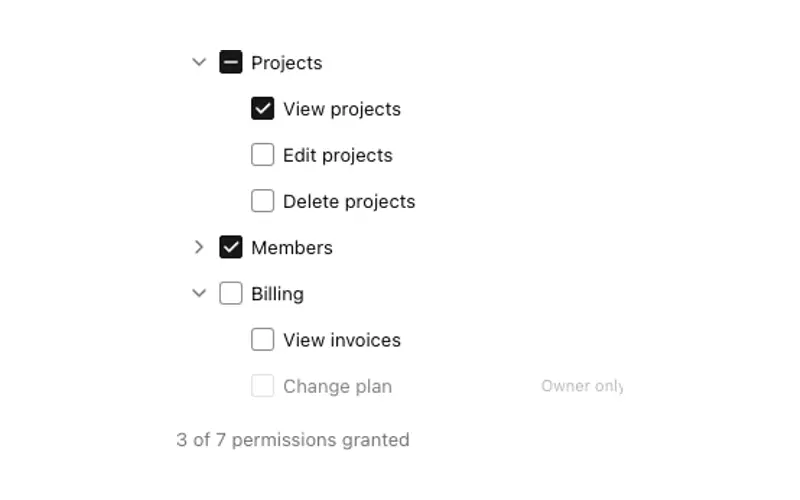 Projects
View projects
Edit projects
Delete projects
Members
Billing
View invoices
Change plan Owner only
3 of 7 permissions granted